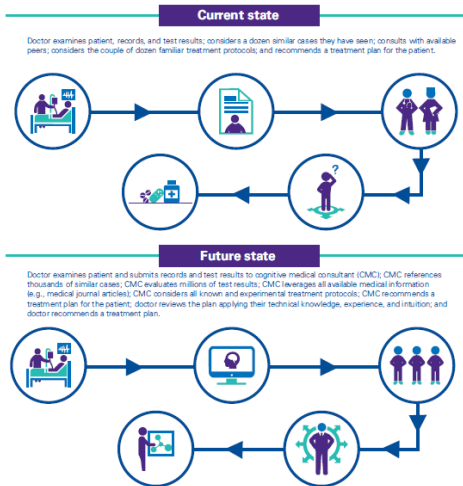 Current state
Doctor examines patient, records, and test results; considers a dozen similar cases they have seen; consults with available
peers; considers the couple of dozen familiar treatment protocols; and recommends a treatment plan for the patient.
?
Future state
Doctor examines patient and submits records and test results to cognitive medical consultant (CMC); CMC references
thousands of similar cases; CMC evaluates millions of test results; CMC leverages all available medical information
(e.g., medical journal articles); CMC considers all known and experimental treatment protocols; CMC recommends a
treatment plan for the patient; doctor reviews the plan applying their technical knowledge, experience, and intuition; and
doctor recommends a treatment plan.